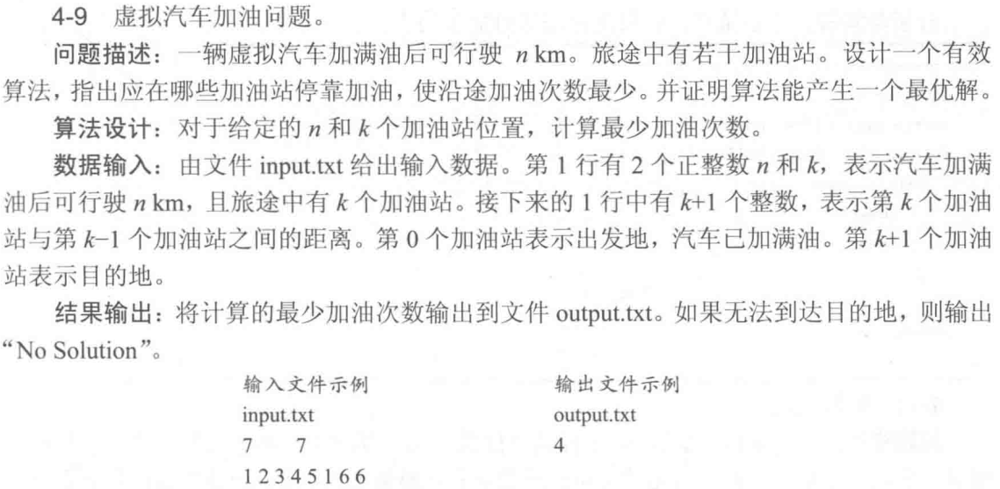 4-9 虚拟汽车加油问题。
问题描述：一辆虚拟汽车加满油后可行驶 n km。旅途中有若干加油站。设计一个有效
算法，指出应在哪些加油站停靠加油，使沿途加油次数最少。并证明算法能产生一个最优解。
算法设计：对于给定的 n 和 k 个加油站位置，计算最少加油次数。
数据输入：由文件 input.txt 给出输入数据。第 1 行有 2 个正整数 n 和 k，表示汽车加满
油后可行驶 n km，且旅途中有 k 个加油站。接下来的 1 行中有 k+1 个整数，表示第 k 个加油
站与第 k−1 个加油站之间的距离。第 0 个加油站表示出发地，汽车已加满油。第 k+1 个加油
站表示目的地。
结果输出：将计算的最少加油次数输出到文件 output.txt。如果无法到达目的地，则输出
“No Solution”。
输入文件示例 输出文件示例
input.txt output.txt
7 7 4
1 2 3 4 5 1 6 6